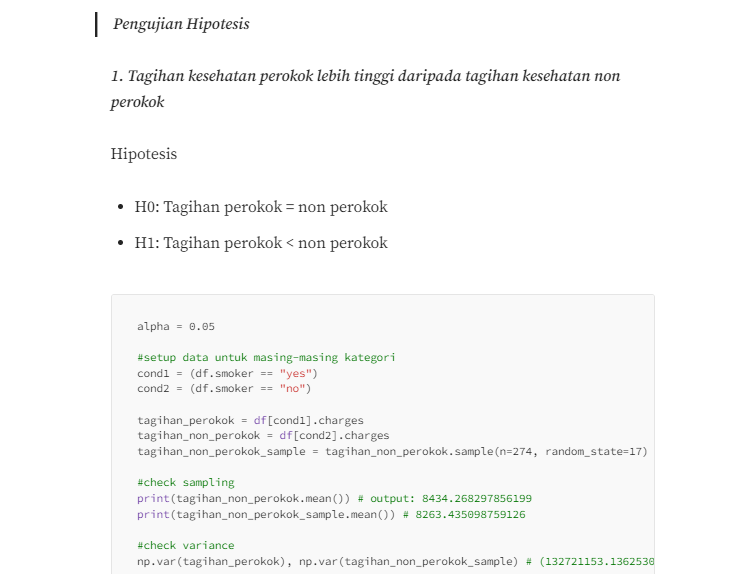 Pengujian Hipotesis
1. Tagihan kesehatan perokok lebih tinggi daripada tagihan kesehatan non
perokok
Hipotesis
• H0: Tagihan perokok = non perokok
• H1: Tagihan perokok < non perokok
alpha = 0.05
#setup data untuk masing-masing kategori
cond1 = (df.smoker == "yes")
cond2 = (df.smoker == "no")
tagihan_perokok = df[cond1].charges
tagihan_non_perokok = df[cond2].charges
tagihan_non_perokok_sample = tagihan_non_perokok.sample(n=274, random_state=17)
#check sampling
print(tagihan_non_perokok.mean()) # output: 8434.268297856199
print(tagihan_non_perokok_sample.mean()) # 8263.435098759126
#check variance
np.var(tagihan_perokok), np.var(tagihan_non_perokok_sample) # (132721153.1362530